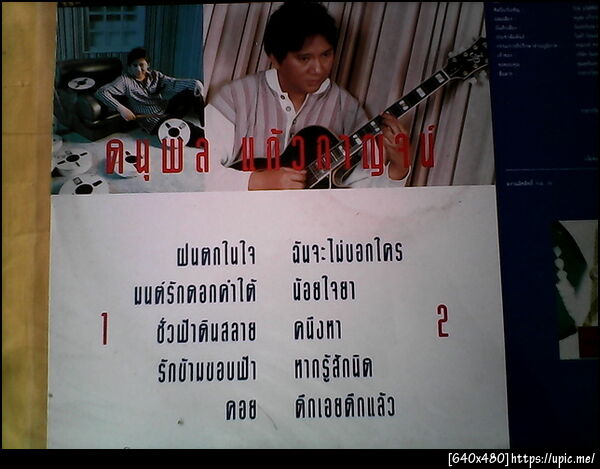 ดนุพล แก้วกาญจน์
1
ฝนตกในใจ
มนต์รักดอกคำใต้
ชั่วฟ้าดินสลาย
รักข้ามขอบฟ้า
คอย
2
ฉันจะไม่บอกใคร
น้อยใจยา
คนึงหา
หากรู้สักนิด
ดึกเอยดึกแล้ว
[640x480]https://upic.me/